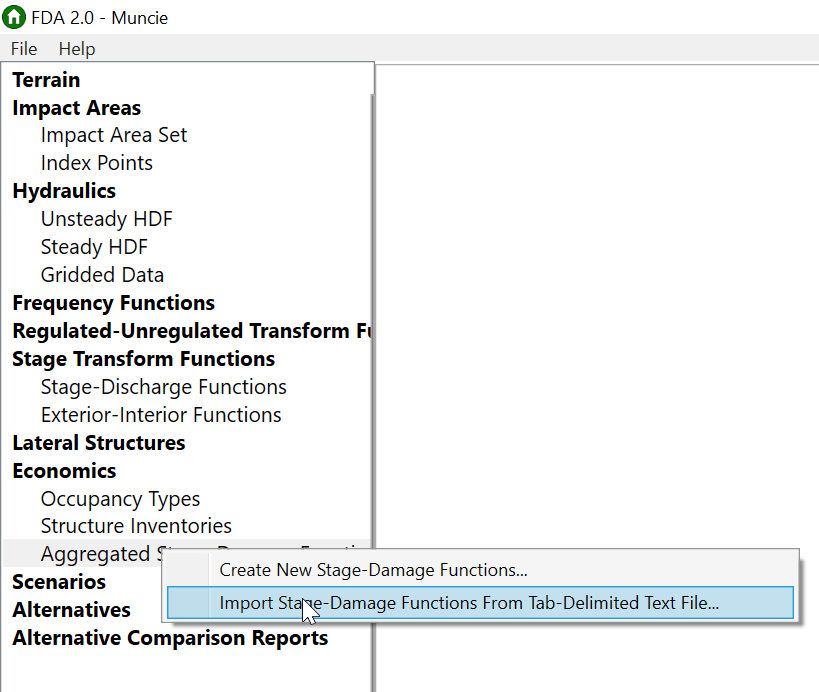 FDA 2.0 - Muncie
File Help
Terrain
Impact Areas
Impact Area Set
Index Points
Hydraulics
Unsteady HDF
Steady HDF
Gridded Data
Frequency Functions
Regulated-Unregulated Transform
Stage Transform Functions
Stage-Discharge Functions
Exterior-Interior Functions
Lateral Structures
Economics
Occupancy Types
Structure Inventories
Aggregated
Create New Stage-Damage Functions...
Import Stage-Damage Functions From Tab-Delimited Text File...
Scenarios
Alternatives
Alternative Comparison Reports